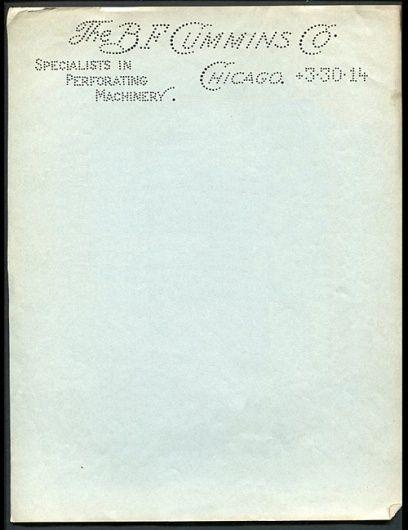 The B.F. CUMMINS CO.
SPECIALISTS IN
PERFORATING
MACHINERY.
CHICAGO. +3·30·14